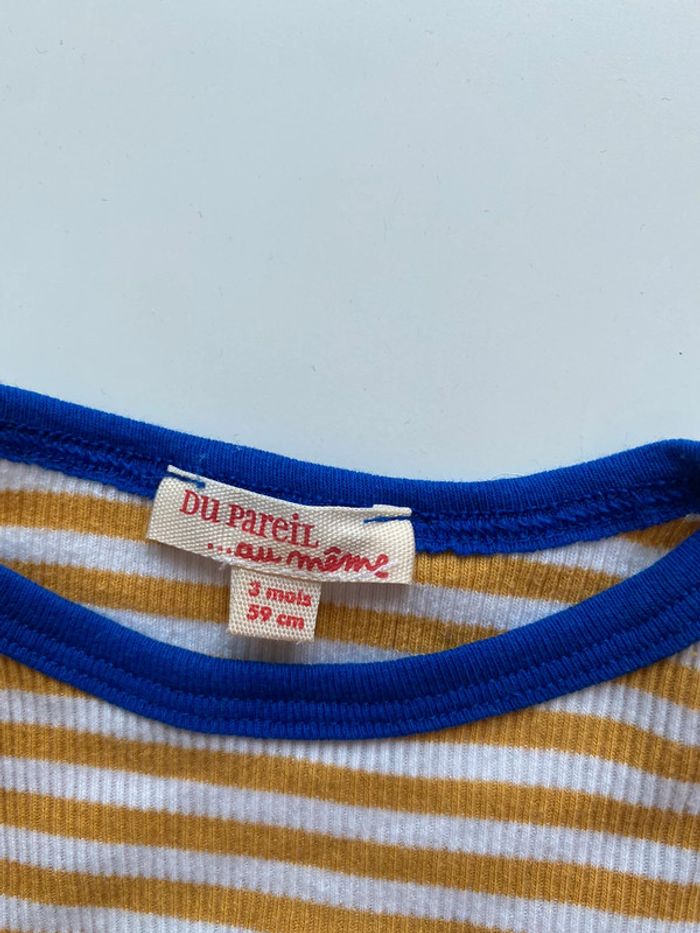 DU PAREIL
...au même
3 mois
59 cm